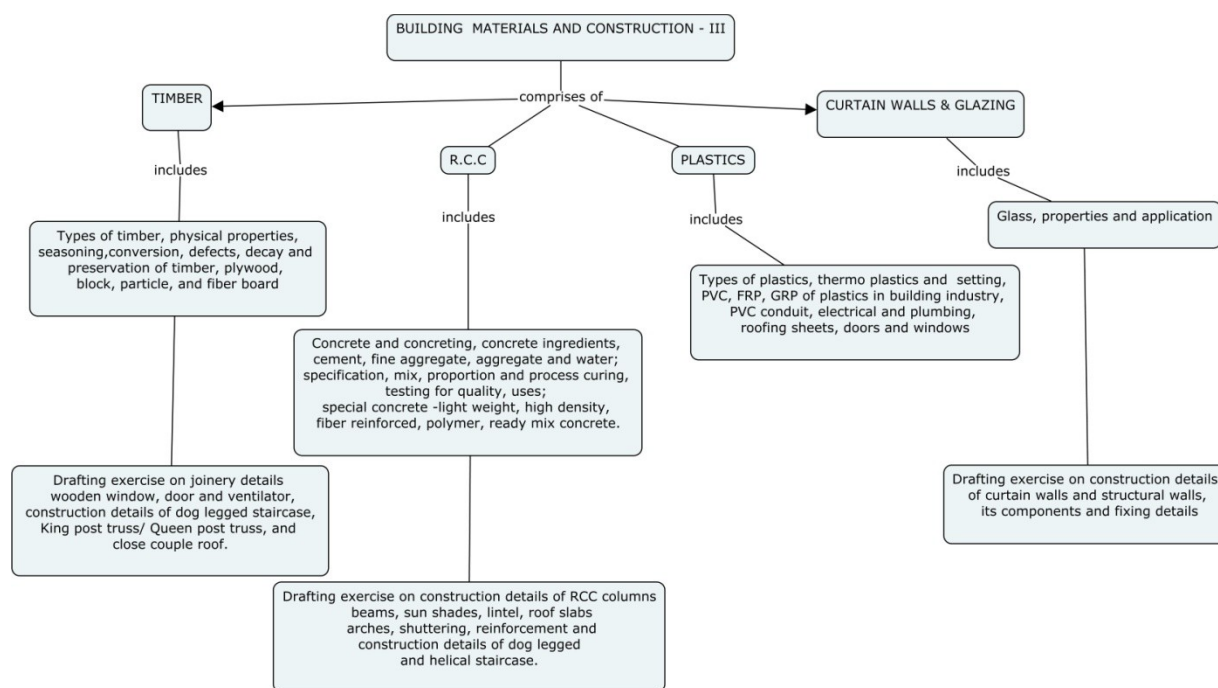 BUILDING MATERIALS AND CONSTRUCTION - III
comprises of
TIMBER
CURTAIN WALLS & GLAZING
R.C.C
PLASTICS
includes
includes
includes
includes
Types of timber, physical properties,
seasoning,conversion, defects, decay and
preservation of timber, plywood,
block, particle, and fiber board
Glass, properties and application
Types of plastics, thermo plastics and setting,
PVC, FRP, GRP of plastics in building industry,
PVC conduit, electrical and plumbing,
roofing sheets, doors and windows
Concrete and concreting, concrete ingredients,
cement, fine aggregate, aggregate and water;
specification, mix, proportion and process curing,
testing for quality, uses;
special concrete -light weight, high density,
fiber reinforced, polymer, ready mix concrete.
Drafting exercise on joinery details
wooden window, door and ventilator,
construction details of dog legged staircase,
King post truss/ Queen post truss, and
close couple roof.
Drafting exercise on construction details
of curtain walls and structural walls,
its components and fixing details
Drafting exercise on construction details of RCC columns
beams, sun shades, lintel, roof slabs
arches, shuttering, reinforcement and
construction details of dog legged
and helical staircase.